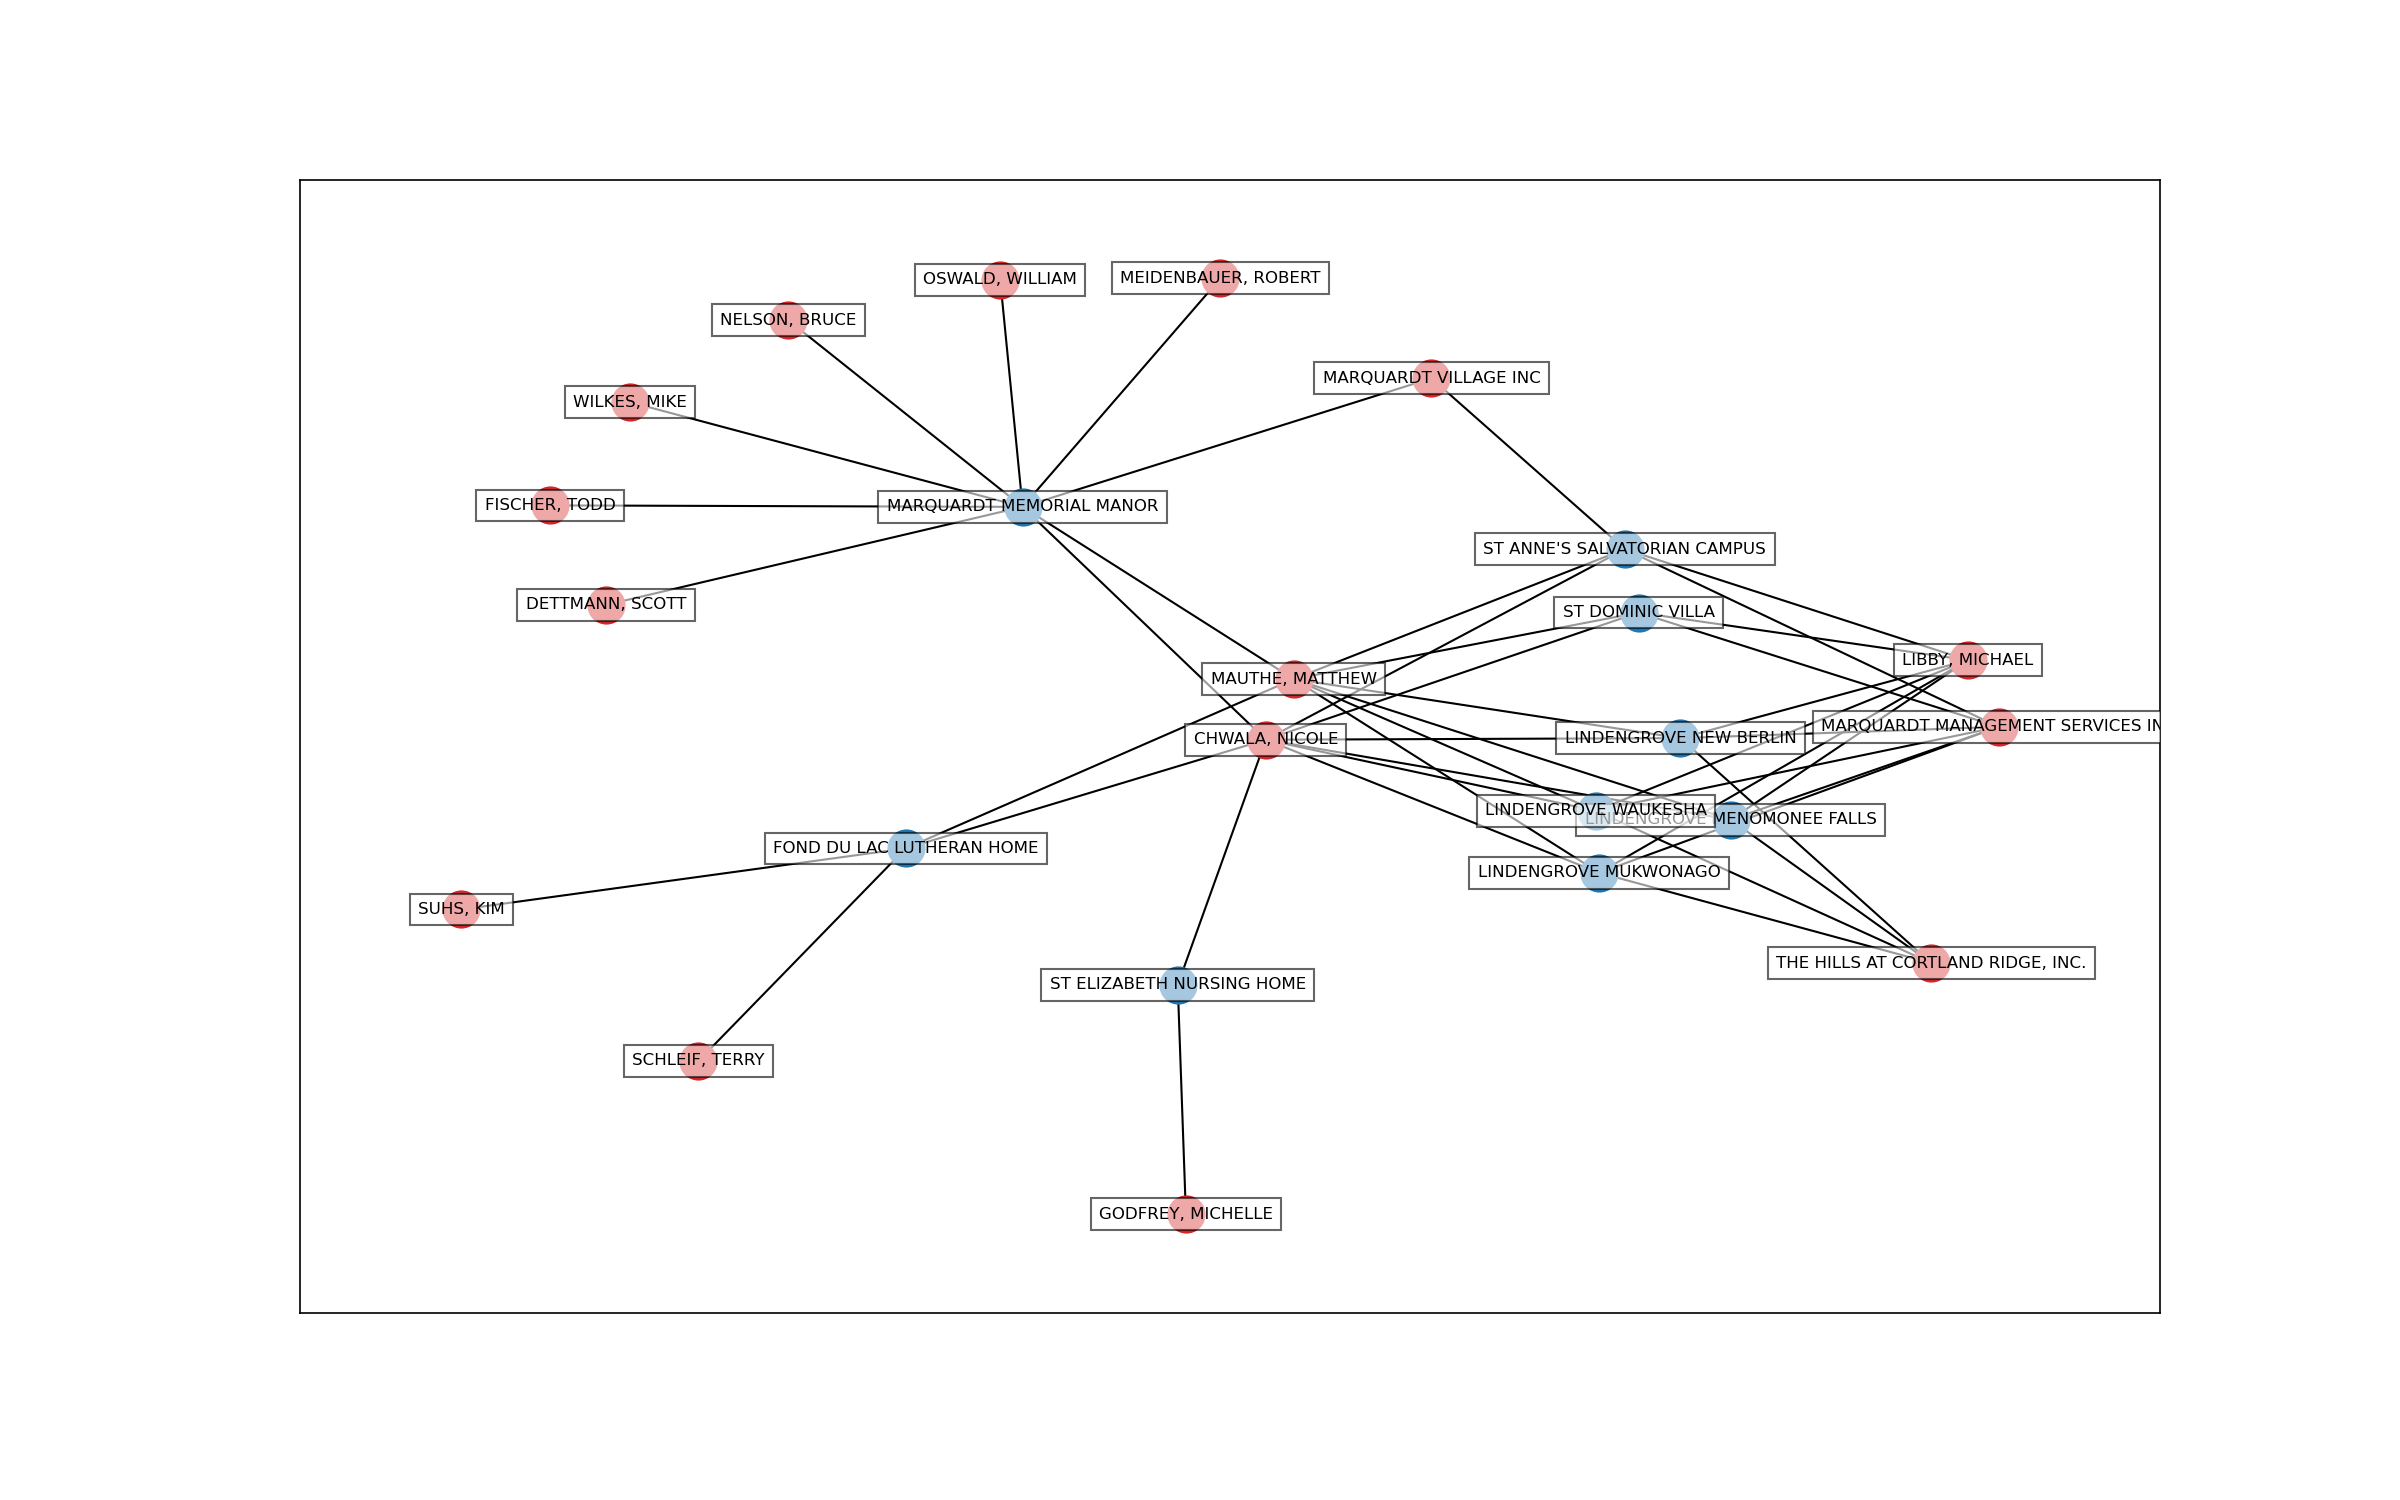 MEIDENBAUER, ROBERT
OSWALD, WILLIAM
NELSON, BRUCE
MARQUARDT VILLAGE INC
WILKES, MIKE
FISCHER, TODD
MARQUARDT MEMORIAL MANOR
ST ANNE'S SALVATORIAN CAMPUS
DETTMANN, SCOTT
ST DOMINIC VILLA
LIBBY, MICHAEL
MAUTHE, MATTHEW
MARQUARDT MANAGEMENT SERVICES IN
CHWALA, NICOLE
LINDENGROVE NEW BERLIN
LINDENGROVE WAUKESHA
LINDENGROVE MENOMONEE FALLS
FOND DU LAC LUTHERAN HOME
LINDENGROVE MUKWONAGO
SUHS, KIM
THE HILLS AT CORTLAND RIDGE, INC.
ST ELIZABETH NURSING HOME
SCHLEIF, TERRY
GODFREY, MICHELLE